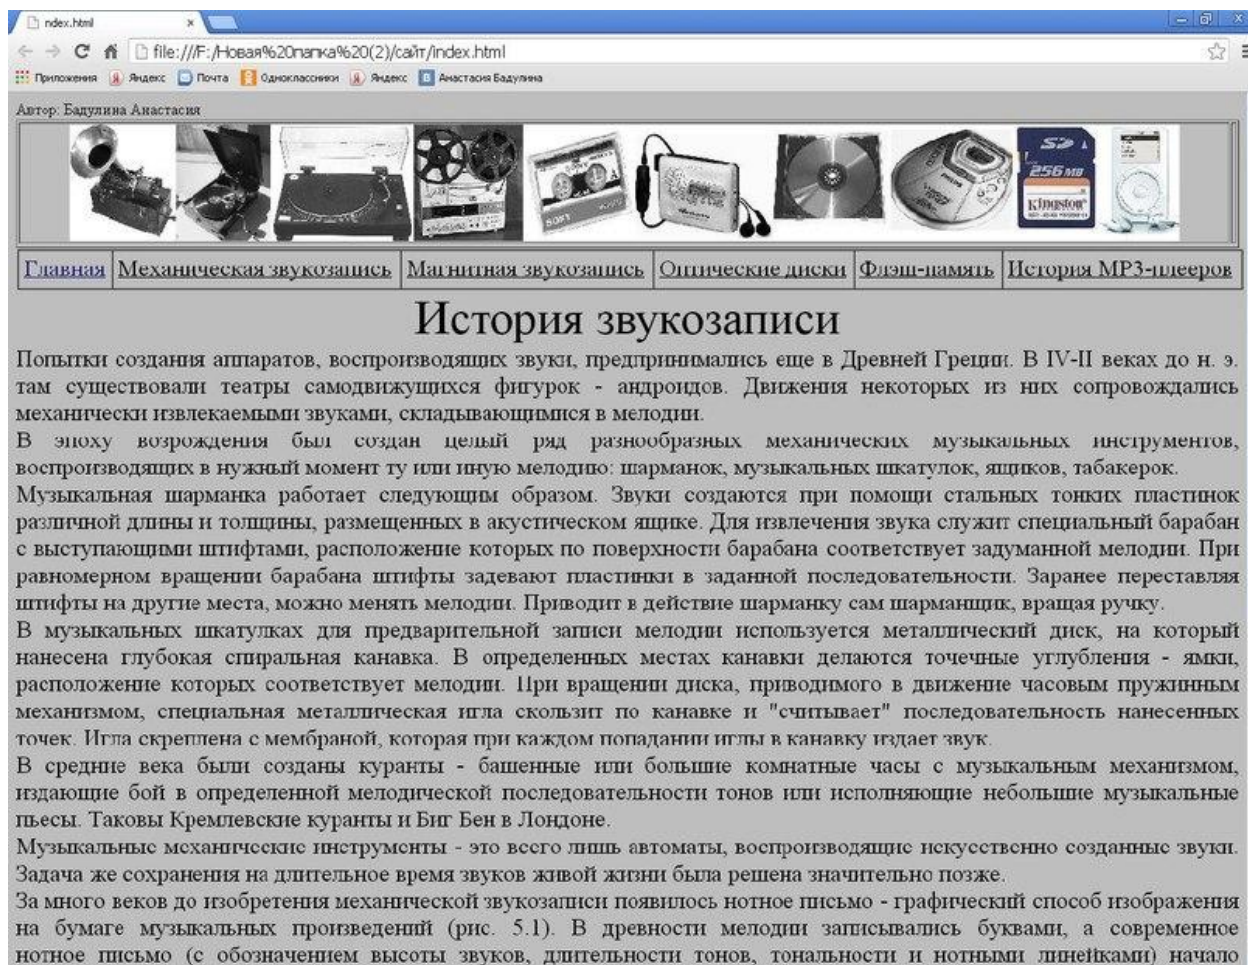 ndex.html
file:///F:/Новая%20папка%20(2)/сайт/index.html
Приложения Яндекс Почта Одноклассники Яндекс Анастасия Бадулина
Автор: Бадулина Анастасия
SONY
PHILIPS
256 MB
Kingston
Главная Механическая звукозапись Магнитная звукозапись Оптические диски Флэш-память История MP3-плееров
История звукозаписи
Попытки создания аппаратов, воспроизводящих звуки, предпринимались еще в Древней Греции. В IV-II веках до н. э.
там существовали театры самодвижущихся фигурок - андроидов. Движения некоторых из них сопровождались
механически извлекаемыми звуками, складывающимися в мелодии.
В эпоху возрождения был создан целый ряд разнообразных механических музыкальных инструментов,
воспроизводящих в нужный момент ту или иную мелодию: шарманок, музыкальных шкатулок, ящиков, табакерок.
Музыкальная шарманка работает следующим образом. Звуки создаются при помощи стальных тонких пластинок
различной длины и толщины, размещенных в акустическом ящике. Для извлечения звука служит специальный барабан
с выступающими штифтами, расположение которых по поверхности барабана соответствует задуманной мелодии. При
равномерном вращении барабана штифты задевают пластинки в заданной последовательности. Заранее переставляя
штифты на другие места, можно менять мелодии. Приводит в действие шарманку сам шарманщик, вращая ручку.
В музыкальных шкатулках для предварительной записи мелодии используется металлический диск, на который
нанесена глубокая спиральная канавка. В определенных местах канавки делаются точечные углубления - ямки,
расположение которых соответствует мелодии. При вращении диска, приводимого в движение часовым пружинным
механизмом, специальная металлическая игла скользит по канавке и "считывает" последовательность нанесенных
точек. Игла скреплена с мембраной, которая при каждом попадании иглы в канавку издает звук.
В средние века были созданы куранты - башенные или большие комнатные часы с музыкальным механизмом,
издающие бой в определенной мелодической последовательности тонов или исполняющие небольшие музыкальные
пьесы. Таковы Кремлевские куранты и Биг Бен в Лондоне.
Музыкальные механические инструменты - это всего лишь автоматы, воспроизводящие искусственно созданные звуки.
Задача же сохранения на длительное время звуков живой жизни была решена значительно позже.
За много веков до изобретения механической звукозаписи появилось нотное письмо - графический способ изображения
на бумаге музыкальных произведений (рис. 5.1). В древности мелодии записывались буквами, а современное
нотное письмо (с обозначением высоты звуков, длительности тонов, тональности и нотными линейками) начало